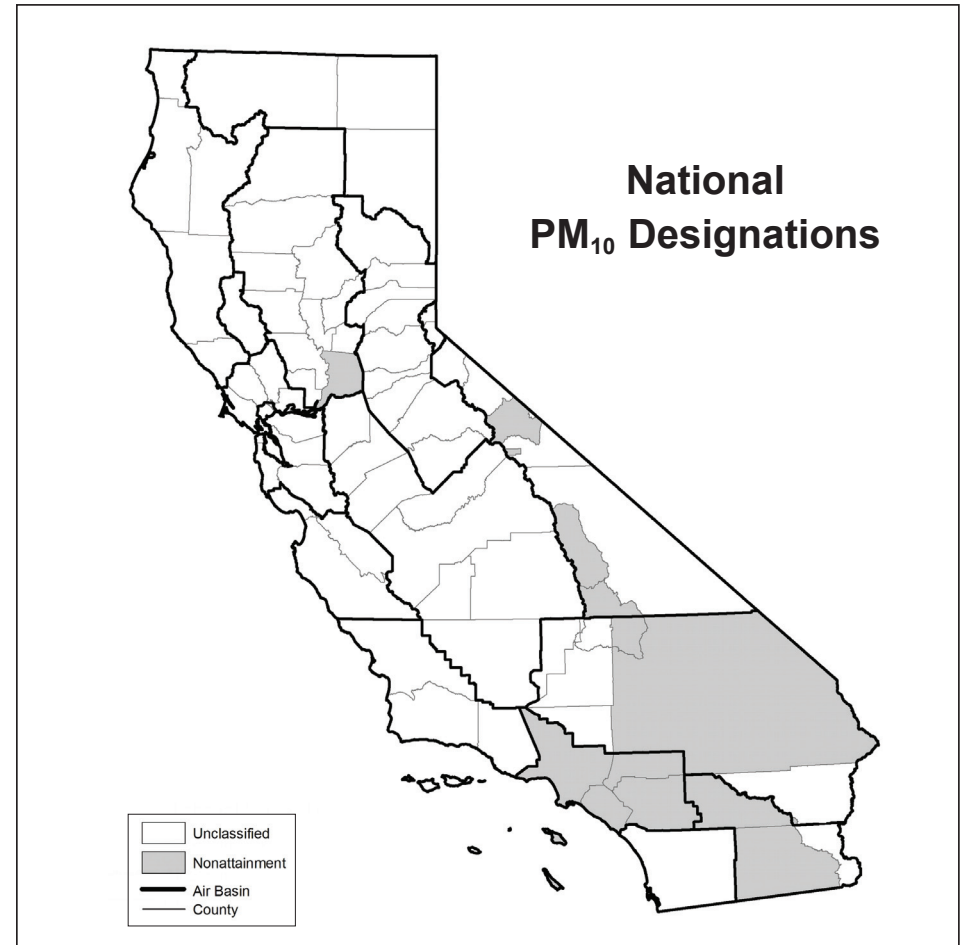 National
PM₁₀ Designations
Unclassified
Nonattainment
Air Basin
County